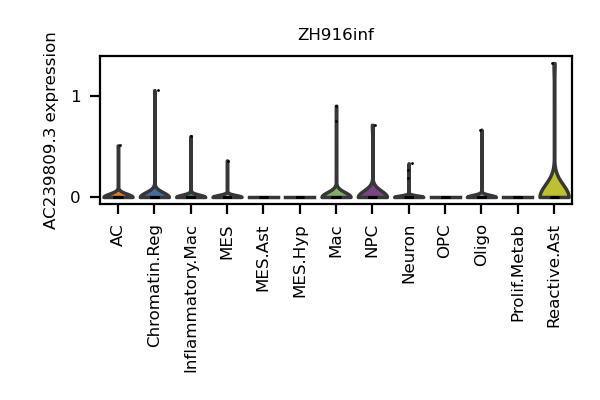 ZH916inf
AC239809.3 expression
1
0
AC
Chromatin.Reg
Inflammatory.Mac
MES
MES.Ast
MES.Hyp
Mac
NPC
Neuron
OPC
Oligo
Prolif.Metab
Reactive.Ast